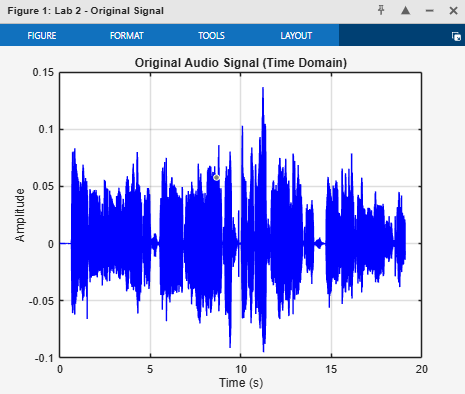 Figure 1: Lab 2 - Original Signal
FIGURE FORMAT TOOLS LAYOUT
Original Audio Signal (Time Domain)
0.15
0.1
0.05
0
-0.05
-0.1
Amplitude
0 5 10 15 20
Time (s)